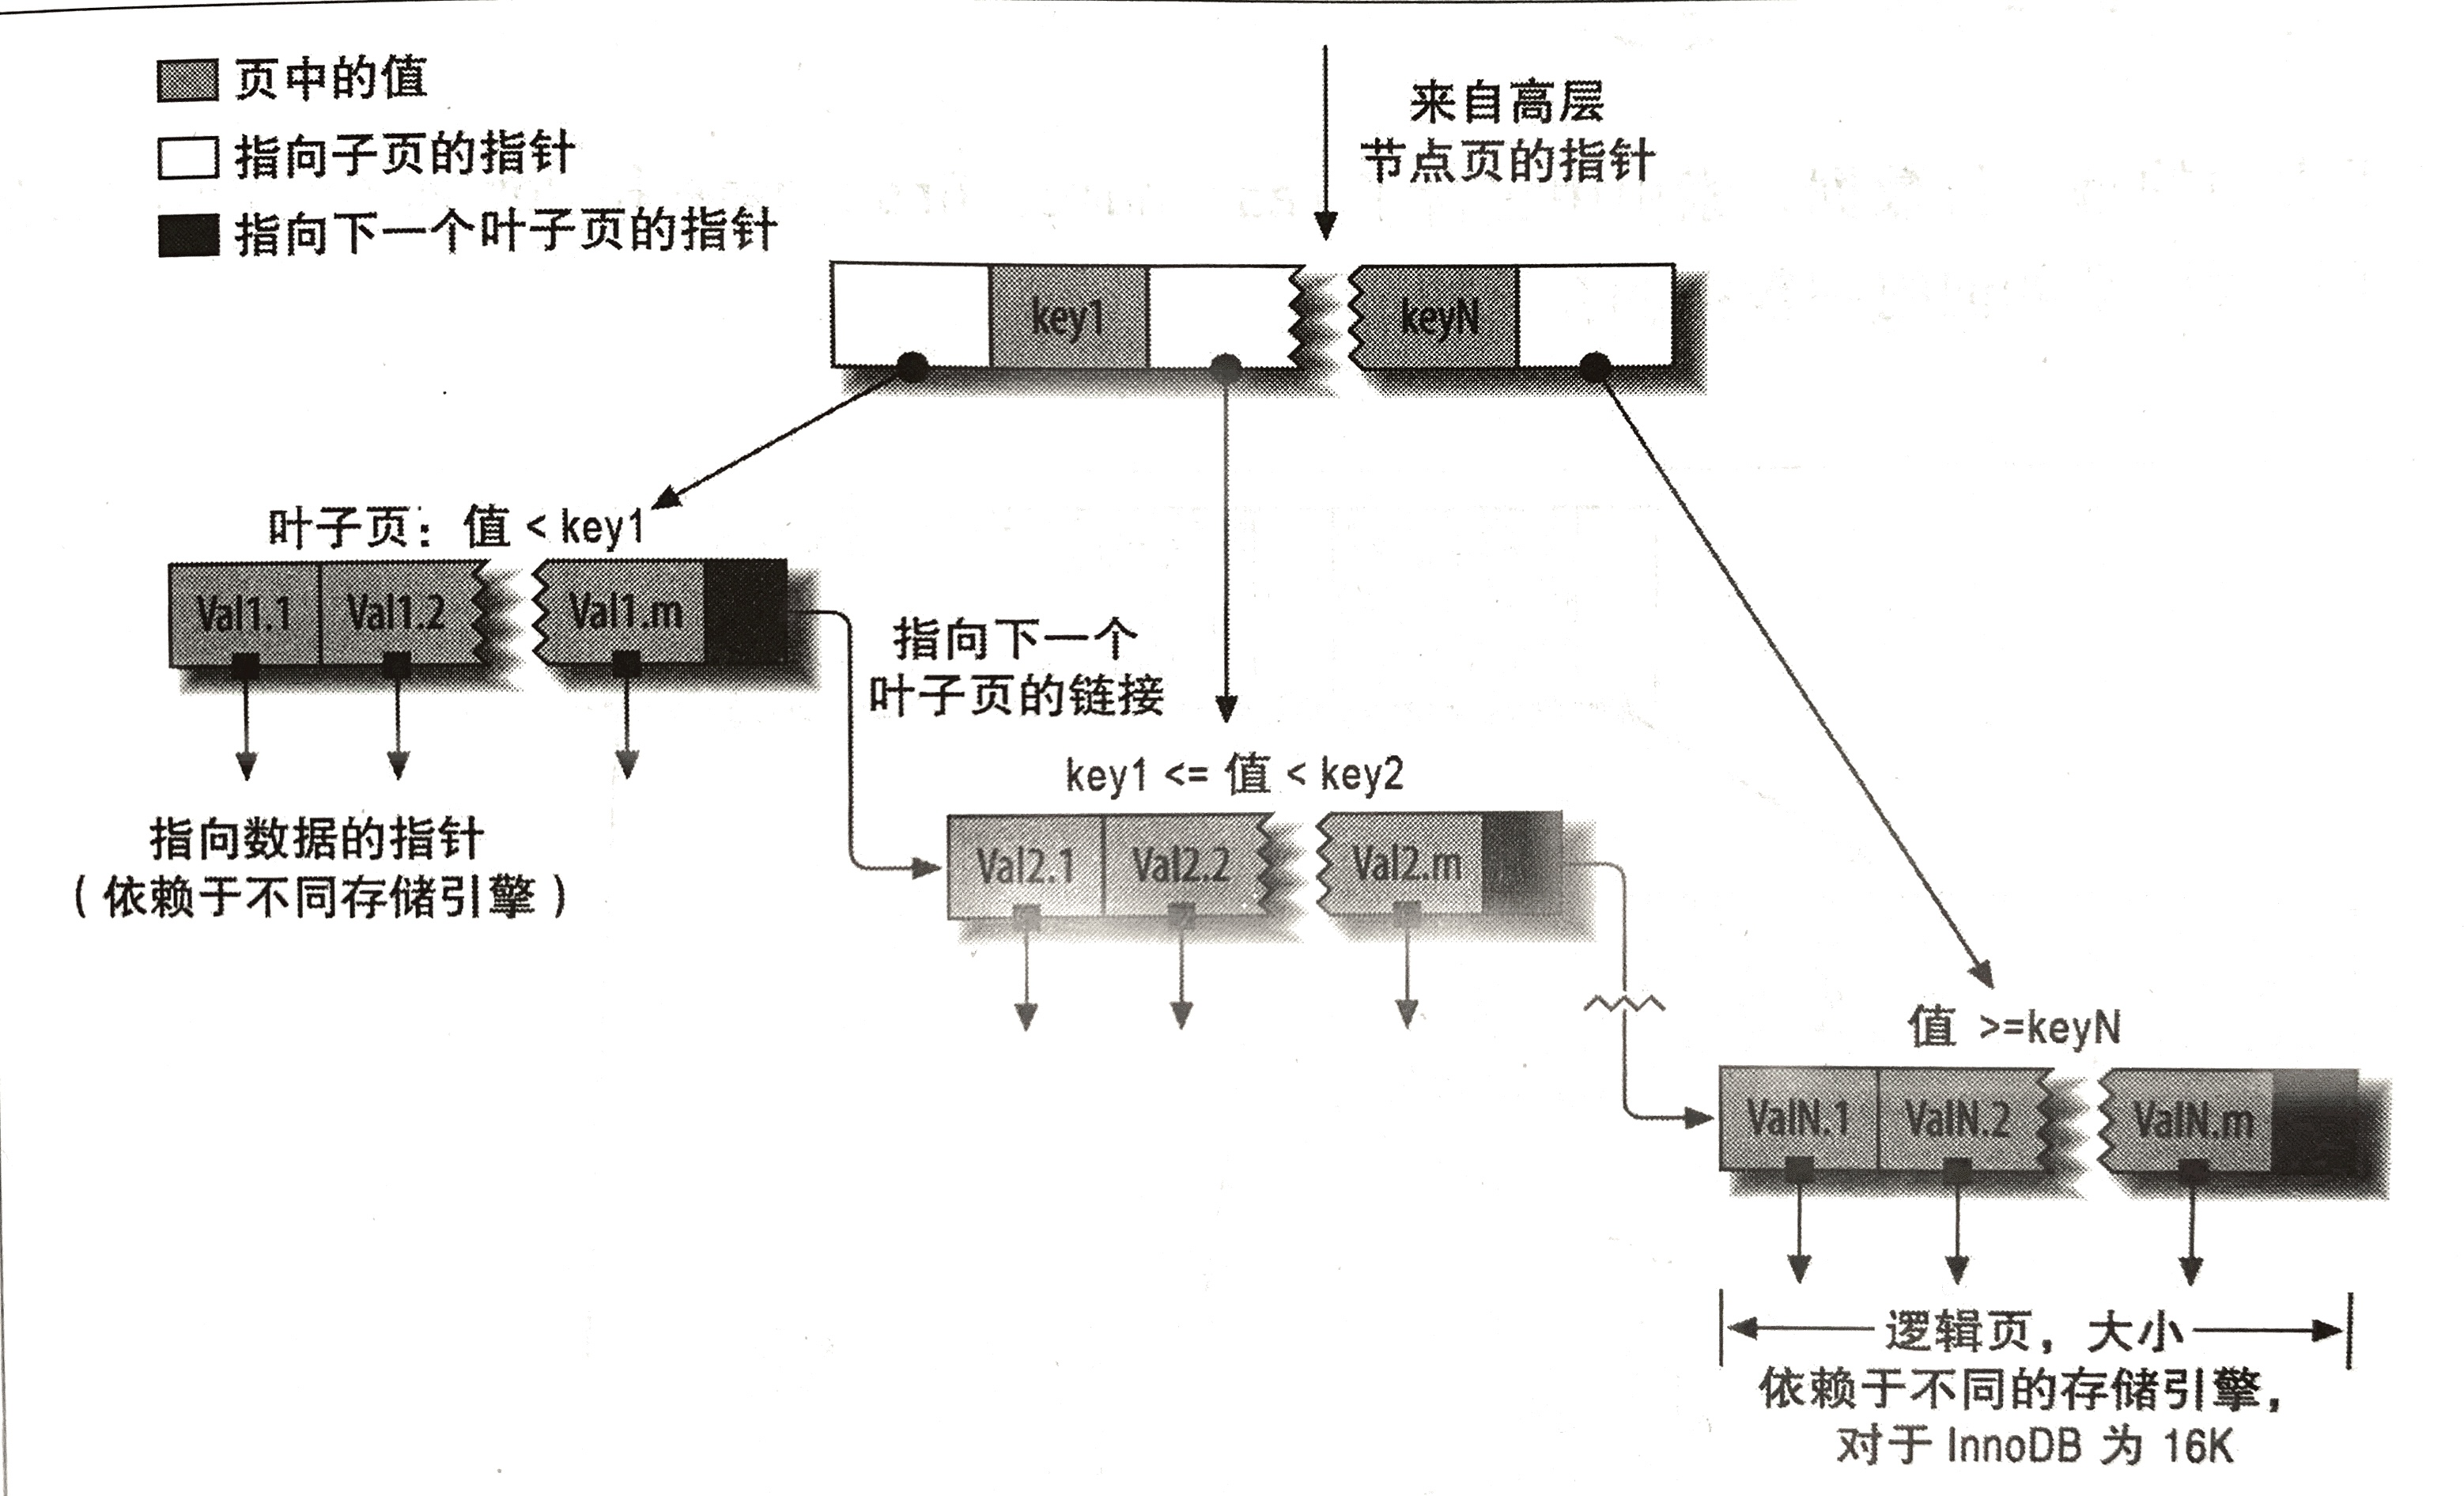 页中的值
指向子页的指针
指向下一个叶子页的指针
来自高层
节点页的指针
key1
keyN
叶子页：值 < key1
Val1.1
Val1.2
Val1.m
指向下一个
叶子页的链接
指向数据的指针
（依赖于不同存储引擎）
key1 <= 值 < key2
Val2.1
Val2.2
Val2.m
值 >=keyN
ValN.1
ValN.2
ValN.m
逻辑页，大小
依赖于不同的存储引擎，
对于 InnoDB 为 16K